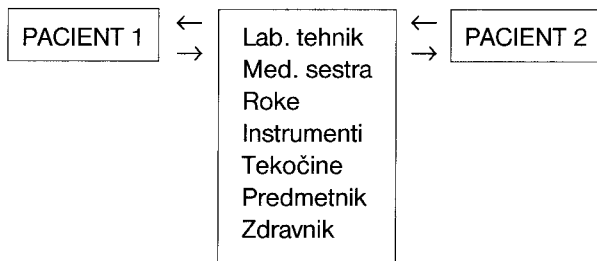 PACIENT 1
Lab. tehnik
Med. sestra
Roke
Instrumenti
Tekočine
Predmetnik
Zdravnik
PACIENT 2